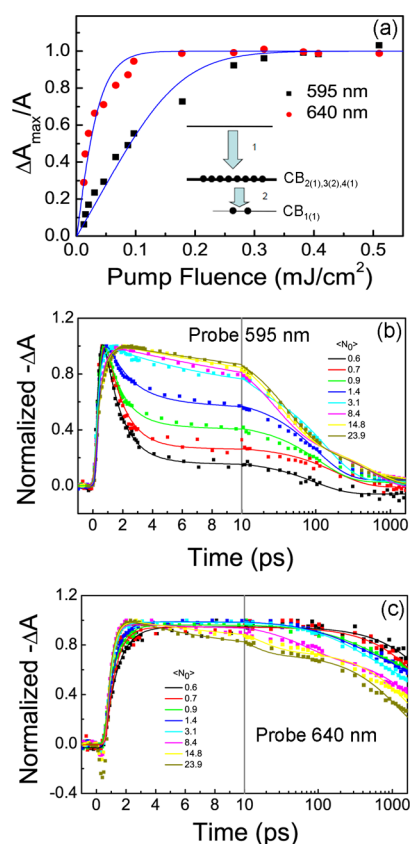 (a)
ΔA_max/A
1.0
0.8
0.6
0.4
0.2
0.0
595 nm
640 nm
1
CB_2(1),3(2),4(1)
2
CB_1(1)
0.0 0.1 0.2 0.3 0.4 0.5
Pump Fluence (mJ/cm²)
(b)
Normalized -ΔA
1.2
0.8
0.4
0.0
Probe 595 nm
<N₀>
0.6
0.7
0.9
1.4
3.1
8.4
14.8
23.9
0 2 4 6 8 10 100 1000
Time (ps)
(c)
Normalized -ΔA
1.2
0.8
0.4
0.0
-0.4
<N₀>
0.6
0.7
0.9
1.4
3.1
8.4
14.8
23.9
Probe 640 nm
0 2 4 6 8 10 100 1000
Time (ps)